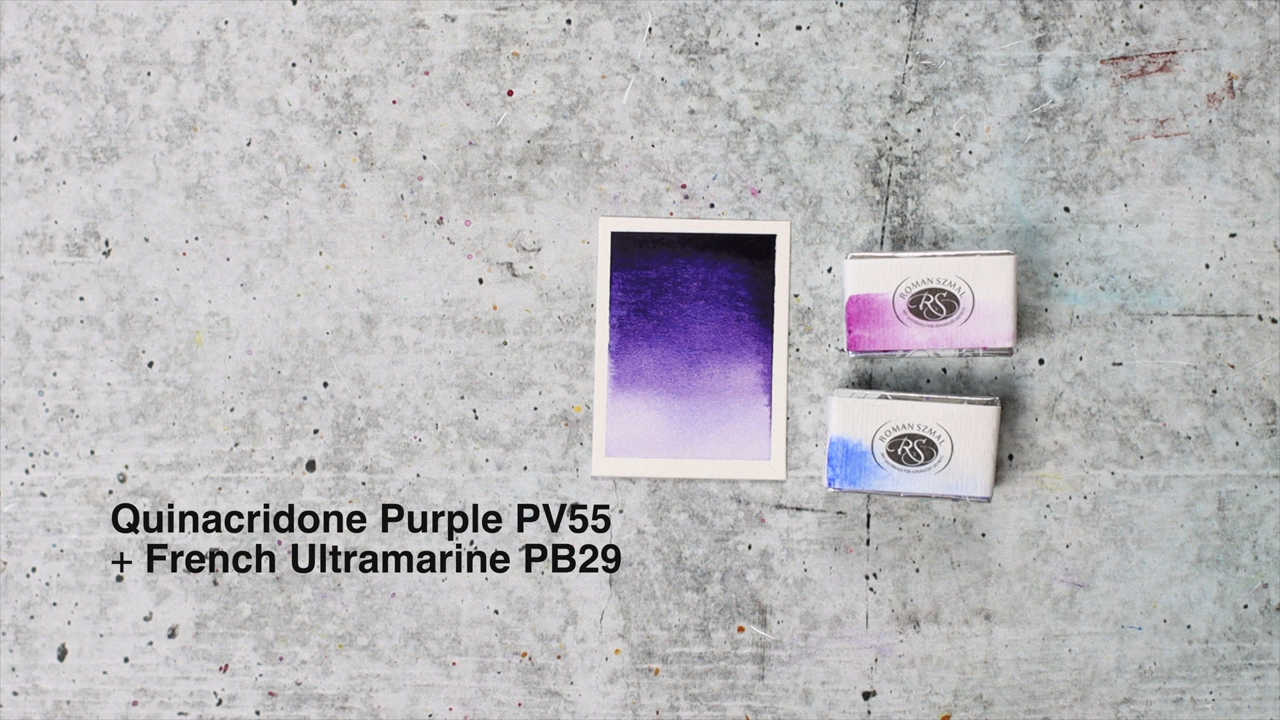 Quinacridone Purple PV55
+ French Ultramarine PB29
ROMAN SZMAL
RS
ROMAN SZMAL
RS